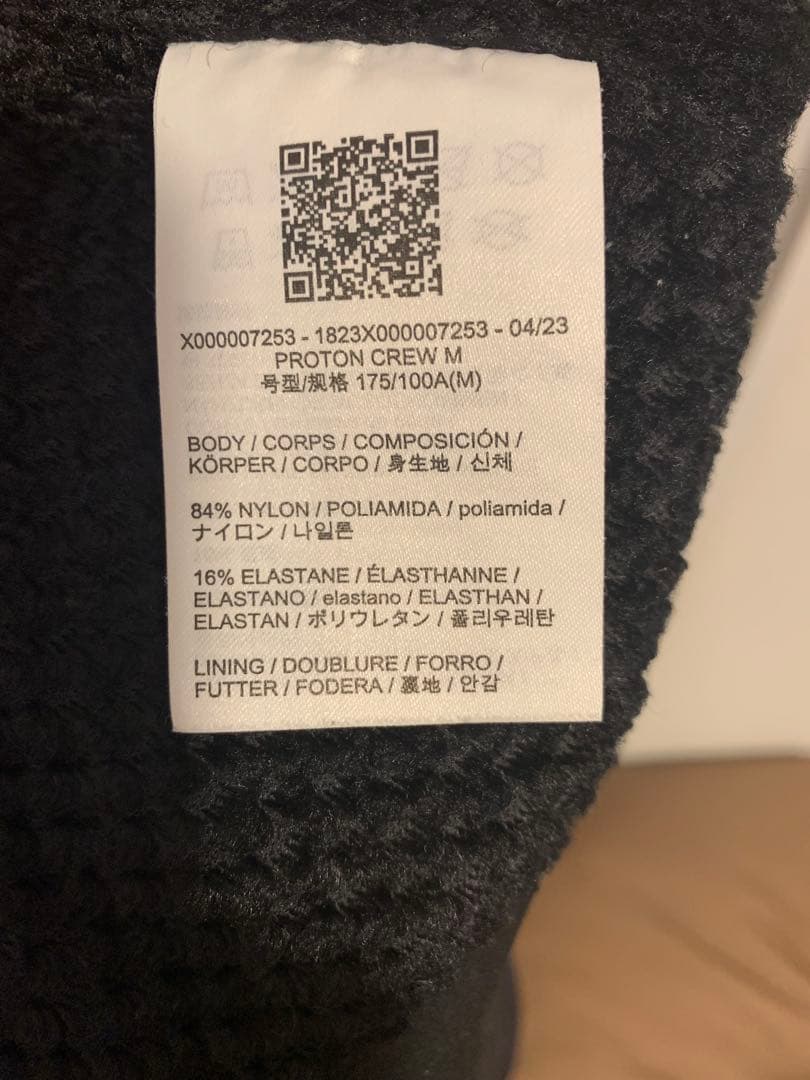 X000007253 - 1823X000007253 - 04/23
PROTON CREW M
号型/规格 175/100A(M)
BODY / CORPS / COMPOSICIÓN /
KÖRPER / CORPO / 身生地 / 신체
84% NYLON / POLIAMIDA / poliamida /
ナイロン / 나일론
16% ELASTANE / ÉLASTHANNE /
ELASTANO / elastano / ELASTHAN /
ELASTAN / ポリウレタン / 폴리우레탄
LINING / DOUBLURE / FORRO /
FUTTER / FODERA / 裏地 / 안감